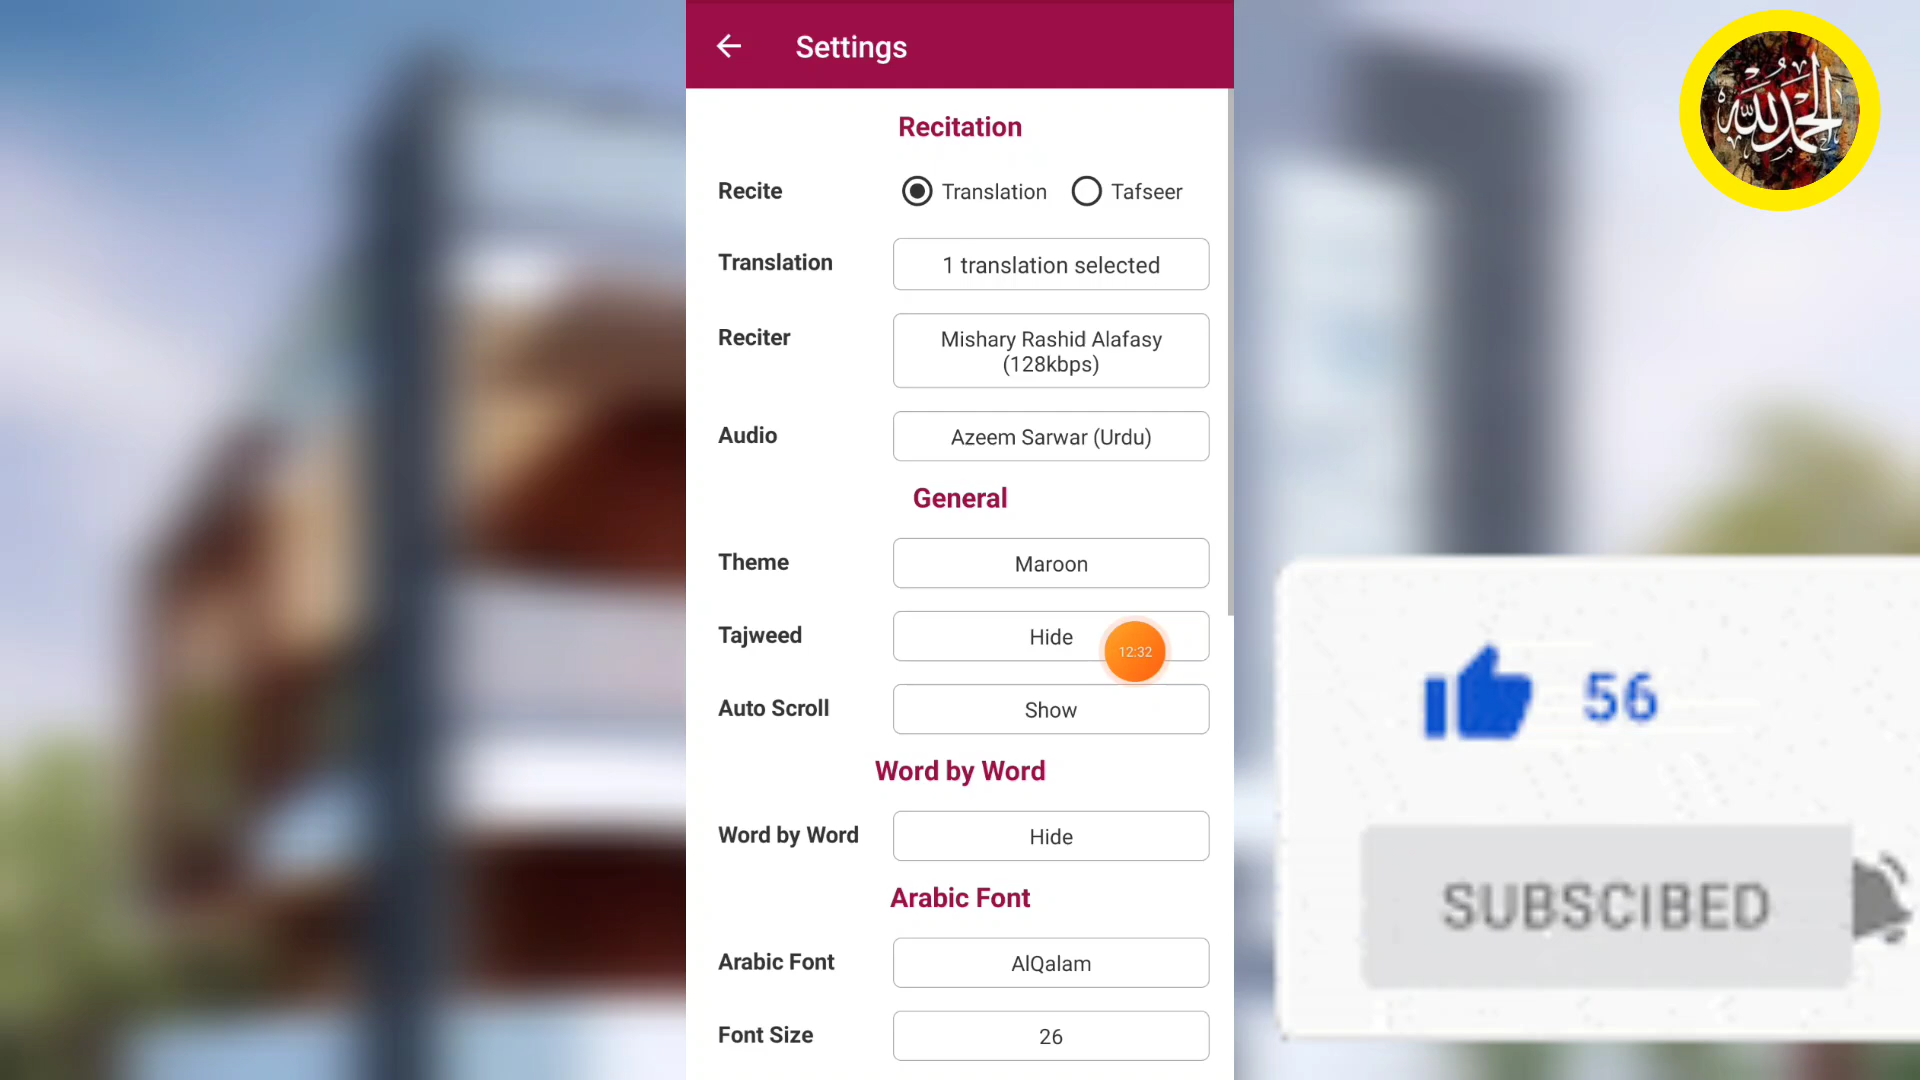 Settings
Recitation
Recite
Translation
Tafseer
Translation
1 translation selected
Reciter
Mishary Rashid Alafasy
(128kbps)
Audio
Azeem Sarwar (Urdu)
General
Theme
Maroon
Tajweed
Hide
12:32
Auto Scroll
Show
Word by Word
Word by Word
Hide
Arabic Font
Arabic Font
AlQalam
Font Size
26
الحمدلله
56
SUBSCIBED